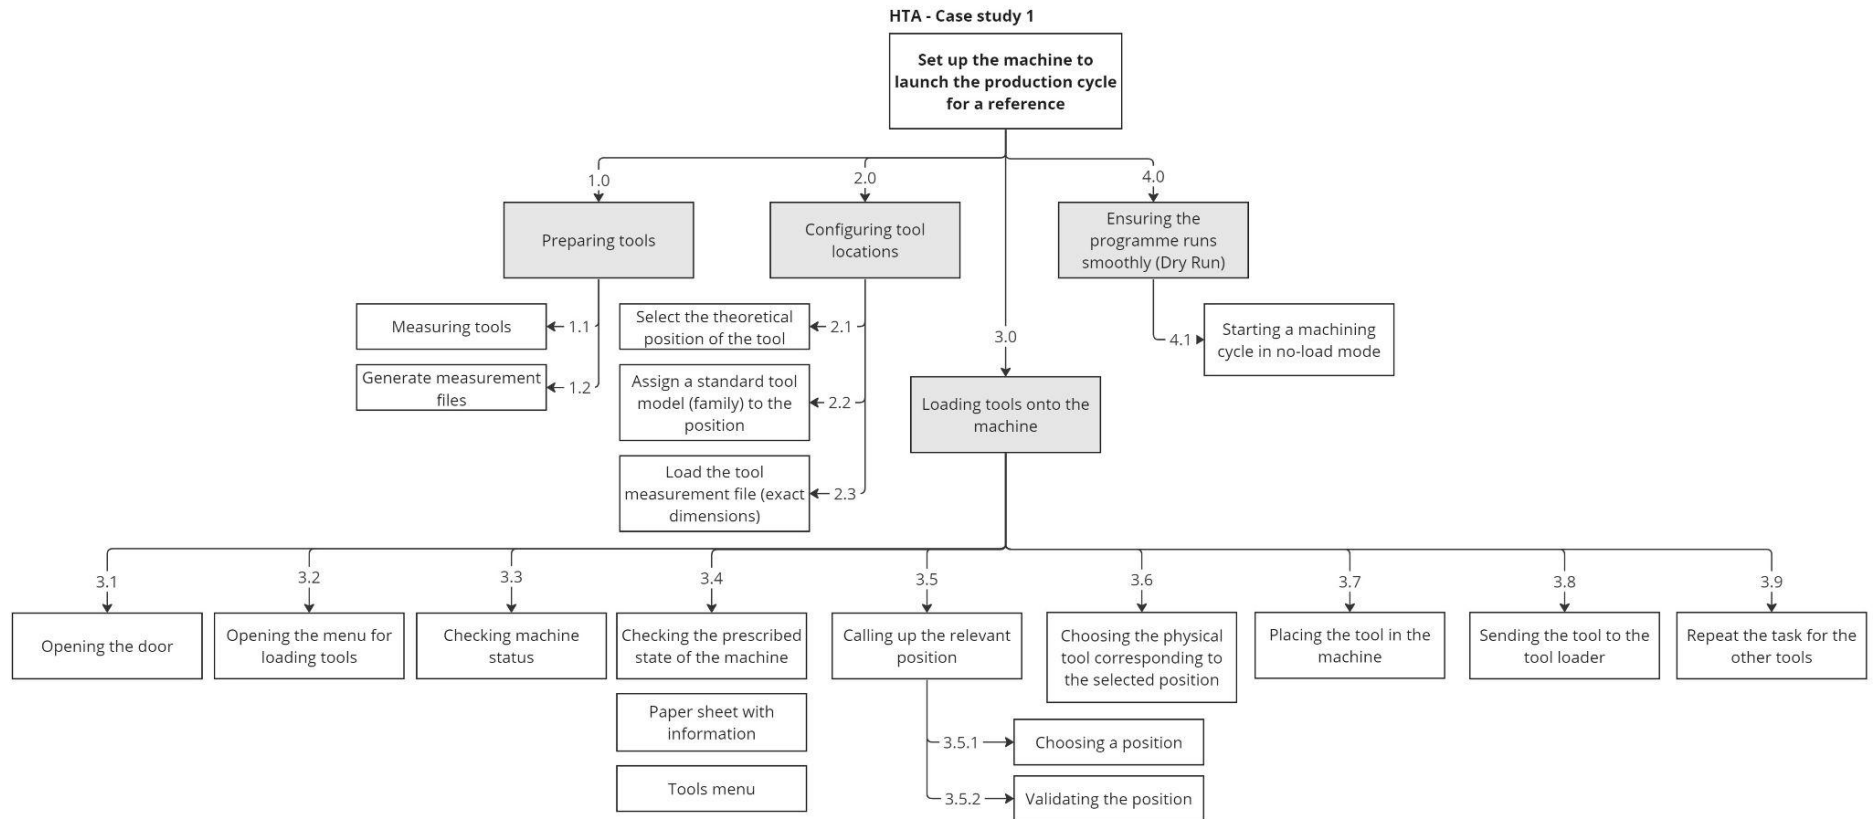 HTA - Case study 1
Set up the machine to
launch the production cycle
for a reference
1.0
2.0
4.0
Preparing tools
Configuring tool
locations
Ensuring the
programme runs
smoothly (Dry Run)
Measuring tools
1.1
Generate measurement
files
1.2
Select the theoretical
position of the tool
2.1
Assign a standard tool
model (family) to the
position
2.2
Load the tool
measurement file (exact
dimensions)
2.3
3.0
Loading tools onto the
machine
4.1
Starting a machining
cycle in no-load mode
3.1
3.2
3.3
3.4
3.5
3.6
3.7
3.8
3.9
Opening the door
Opening the menu for
loading tools
Checking machine
status
Checking the prescribed
state of the machine
Paper sheet with
information
Tools menu
Calling up the relevant
position
3.5.1
Choosing a position
3.5.2
Validating the position
Choosing the physical
tool corresponding to
the selected position
Placing the tool in the
machine
Sending the tool to the
tool loader
Repeat the task for the
other tools